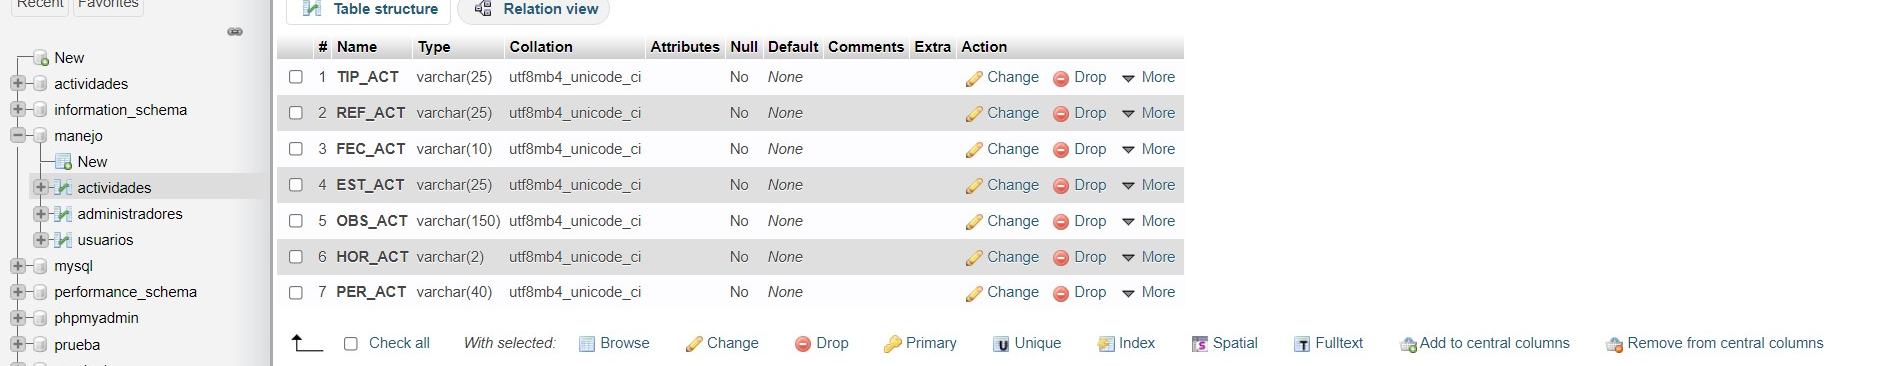 Recent Favorites
New
actividades
information_schema
manejo
New
actividades
administradores
usuarios
mysql
performance_schema
phpmyadmin
prueba
Table structure Relation view
# Name Type Collation Attributes Null Default Comments Extra Action
1 TIP_ACT varchar(25) utf8mb4_unicode_ci No None Change Drop More
2 REF_ACT varchar(25) utf8mb4_unicode_ci No None Change Drop More
3 FEC_ACT varchar(10) utf8mb4_unicode_ci No None Change Drop More
4 EST_ACT varchar(25) utf8mb4_unicode_ci No None Change Drop More
5 OBS_ACT varchar(150) utf8mb4_unicode_ci No None Change Drop More
6 HOR_ACT varchar(2) utf8mb4_unicode_ci No None Change Drop More
7 PER_ACT varchar(40) utf8mb4_unicode_ci No None Change Drop More
Check all With selected: Browse Change Drop Primary Unique Index Spatial Fulltext Add to central columns Remove from central columns